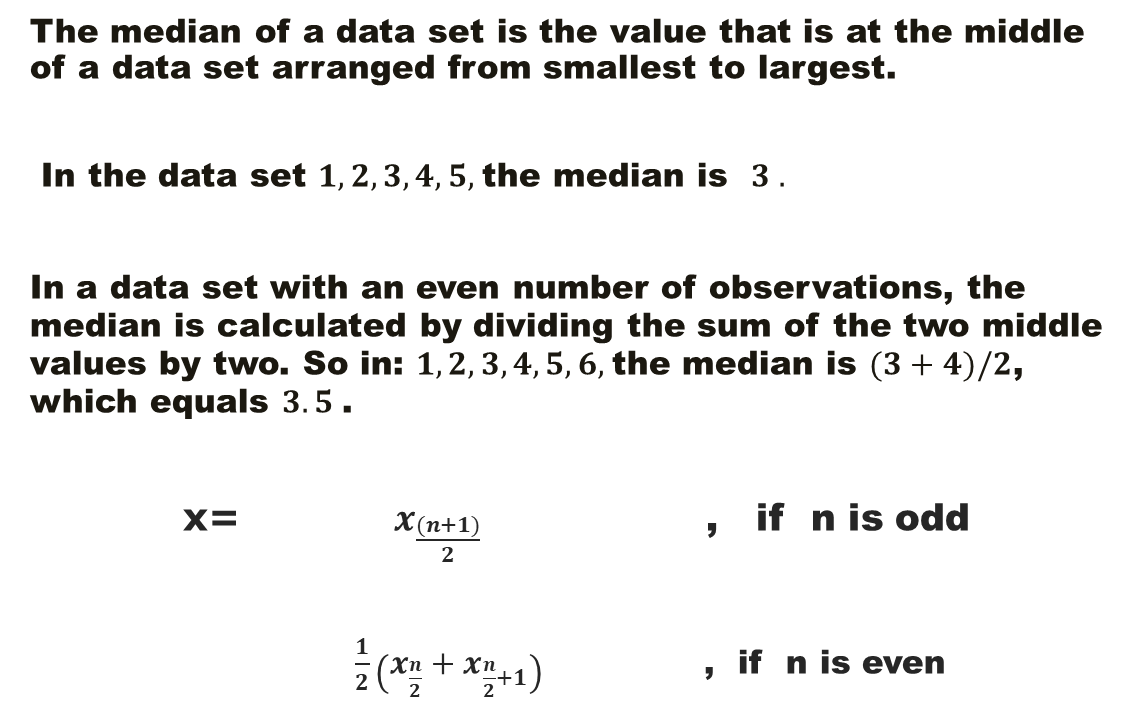 The median of a data set is the value that is at the middle
of a data set arranged from smallest to largest.
In the data set 1, 2, 3, 4, 5, the median is 3 .
In a data set with an even number of observations, the
median is calculated by dividing the sum of the two middle
values by two. So in: 1, 2, 3, 4, 5, 6, the median is (3 + 4)/2,
which equals 3. 5 .
x= x_{\frac{(n+1)}{2}} , if n is odd
\frac{1}{2}(x_{\frac{n}{2}} + x_{\frac{n}{2}+1}) , if n is even